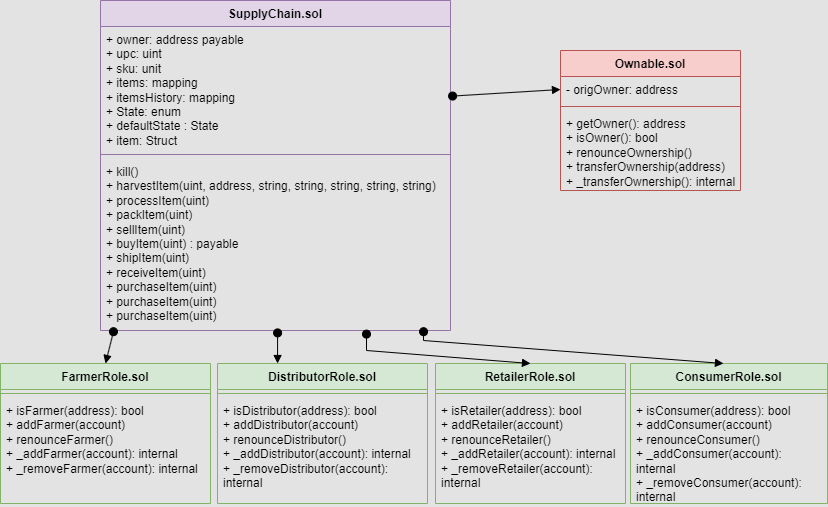 SupplyChain.sol
+ owner: address payable
+ upc: uint
+ sku: unit
+ items: mapping
+ itemsHistory: mapping
+ State: enum
+ defaultState : State
+ item: Struct
+ kill()
+ harvestItem(uint, address, string, string, string, string, string)
+ processItem(uint)
+ packItem(uint)
+ sellItem(uint)
+ buyItem(uint) : payable
+ shipItem(uint)
+ receiveItem(uint)
+ purchaseItem(uint)
+ purchaseItem(uint)
+ purchaseItem(uint)
Ownable.sol
- origOwner: address
+ getOwner(): address
+ isOwner(): bool
+ renounceOwnership()
+ transferOwnership(address)
+ _transferOwnership(): internal
FarmerRole.sol
+ isFarmer(address): bool
+ addFarmer(account)
+ renounceFarmer()
+ _addFarmer(account): internal
+ _removeFarmer(account): internal
DistributorRole.sol
+ isDistributor(address): bool
+ addDistributor(account)
+ renounceDistributor()
+ _addDistributor(account): internal
+ _removeDistributor(account):
internal
RetailerRole.sol
+ isRetailer(address): bool
+ addRetailer(account)
+ renounceRetailer()
+ _addRetailer(account): internal
+ _removeRetailer(account):
internal
ConsumerRole.sol
+ isConsumer(address): bool
+ addConsumer(account)
+ renounceConsumer()
+ _addConsumer(account):
internal
+ _removeConsumer(account):
internal